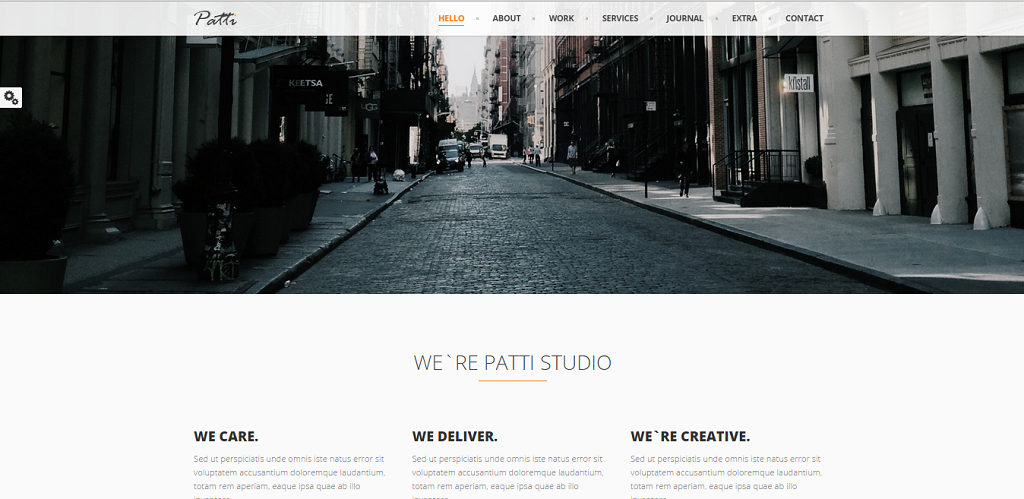 Patti
HELLO ABOUT WORK SERVICES JOURNAL EXTRA CONTACT
KEETSA
UGG
kristall
WE`RE PATTI STUDIO
WE CARE.
Sed ut perspiciatis unde omnis iste natus error sit
voluptatem accusantium doloremque laudantium,
totam rem aperiam, eaque ipsa quae ab illo
WE DELIVER.
Sed ut perspiciatis unde omnis iste natus error sit
voluptatem accusantium doloremque laudantium,
totam rem aperiam, eaque ipsa quae ab illo
WE`RE CREATIVE.
Sed ut perspiciatis unde omnis iste natus error sit
voluptatem accusantium doloremque laudantium,
totam rem aperiam, eaque ipsa quae ab illo